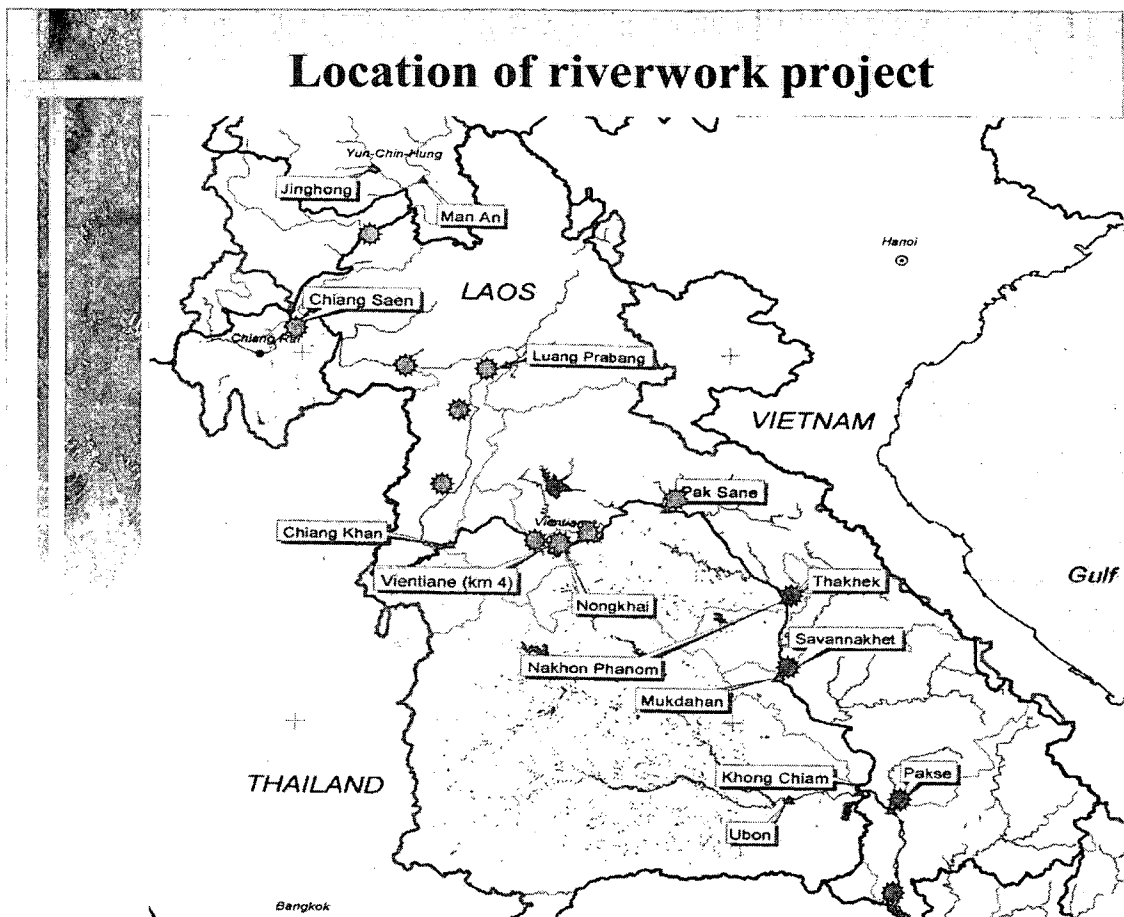 Location of riverwork project
Yun-Chin-Hung
Jinghong
Man An
Hanoi
LAOS
Chiang Saen
Chiang Rai
Luang Prabang
VIETNAM
Pak Sane
Chiang Khan
Vientiane
Vientiane (km 4)
Nongkhai
Thakhek
Gulf
Savannakhet
Nakhon Phanom
Mukdahan
THAILAND
Khong Chiam
Pakse
Ubon
Bangkok